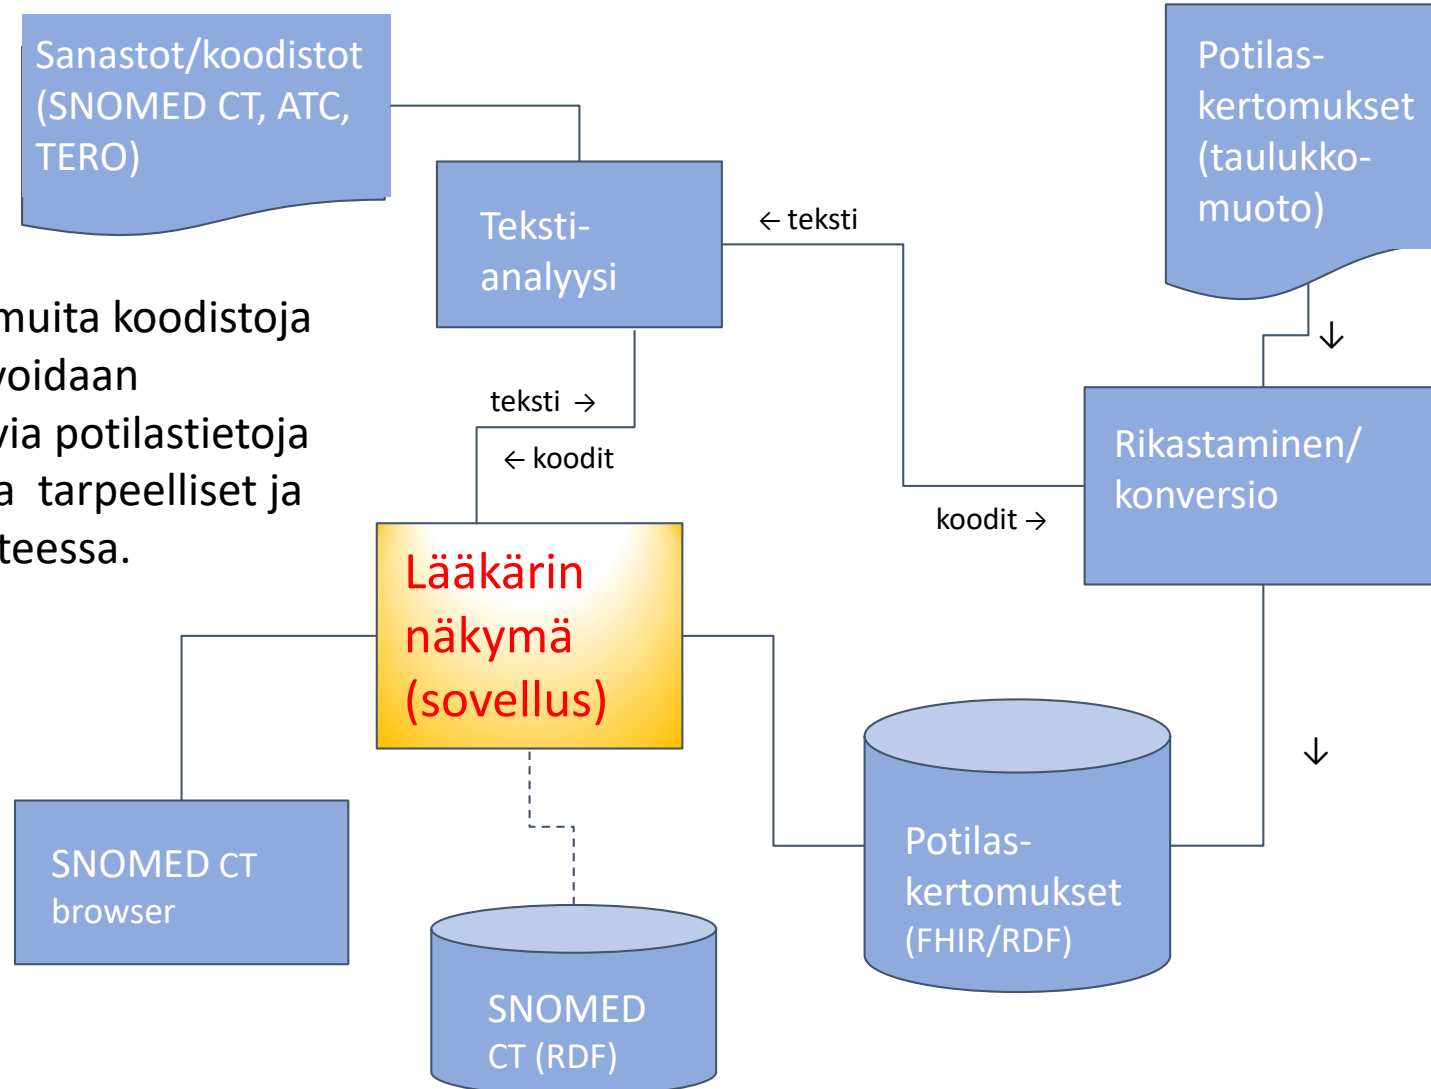 Sanastot/koodistot
(SNOMED CT, ATC,
TERO)
Potilas-
kertomukset
(taulukko-
muoto)
Teksti-
analyysi
← teksti
↓
muita koodistoja
voidaan
via potilastietoja
a tarpeelliset ja
teessa.
teksti →
← koodit
Rikastaminen/
konversio
koodit →
Lääkärin
näkymä
(sovellus)
↓
SNOMED CT
browser
Potilas-
kertomukset
(FHIR/RDF)
SNOMED
CT (RDF)